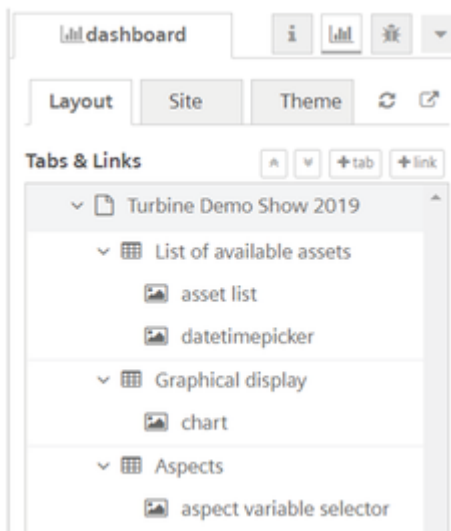 dashboard
i
Layout Site Theme
Tabs & Links +tab +link
Turbine Demo Show 2019
List of available assets
asset list
datetimepicker
Graphical display
chart
Aspects
aspect variable selector